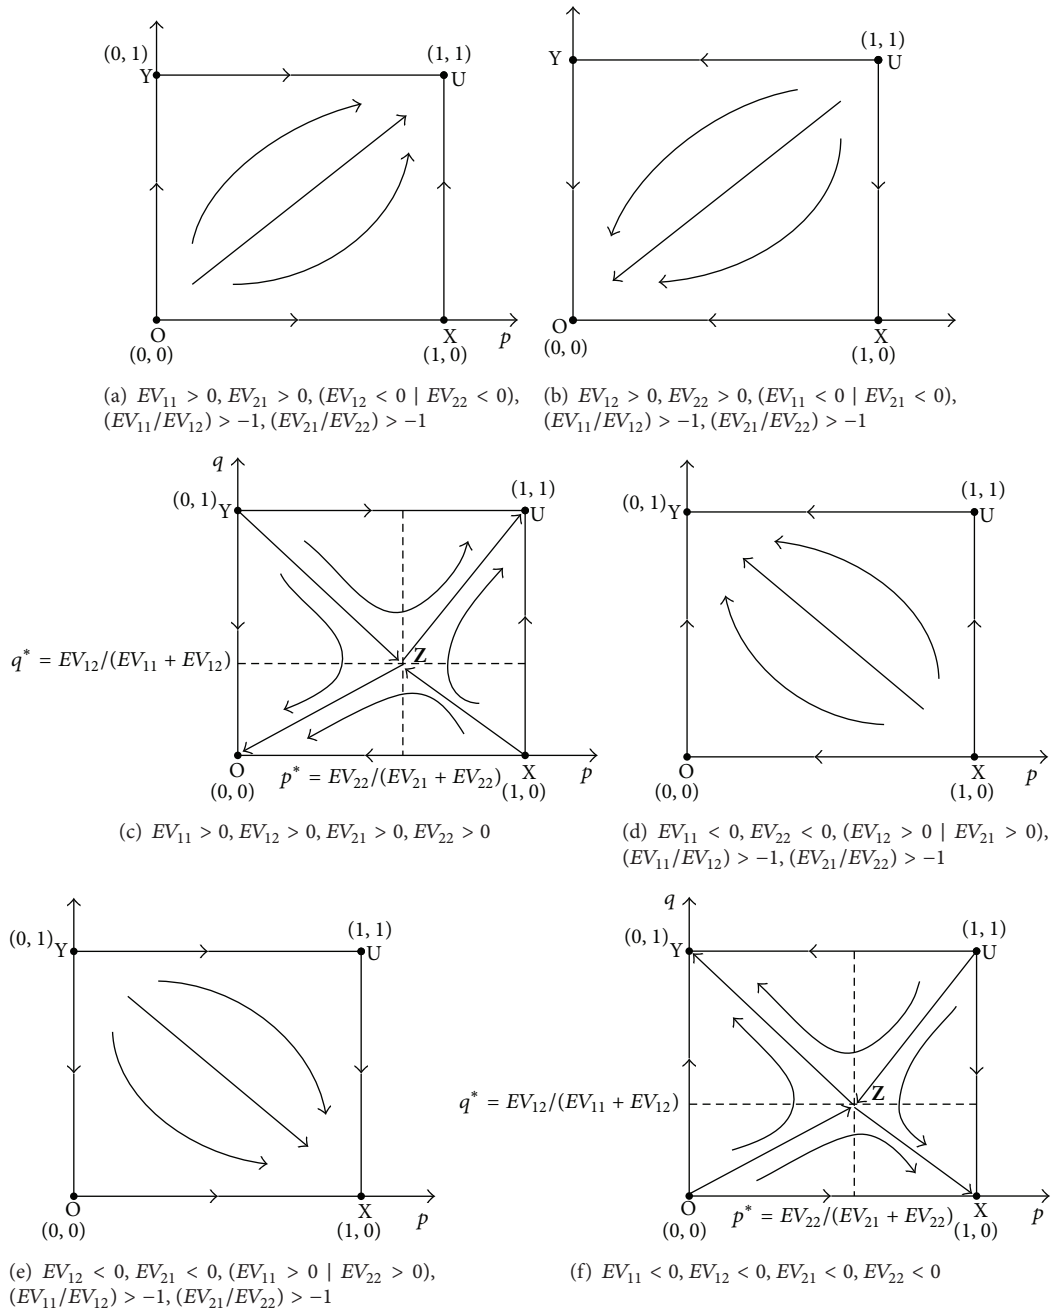 (0, 1)
(1, 1)
Y
U
O
X
p
(0, 0)
(1, 0)
(a) EV₁₁ > 0, EV₂₁ > 0, (EV₁₂ < 0 | EV₂₂ < 0),
(EV₁₁/EV₁₂) > −1, (EV₂₁/EV₂₂) > −1
(1, 1)
Y
U
O
X
(0, 0)
(1, 0)
(b) EV₁₂ > 0, EV₂₂ > 0, (EV₁₁ < 0 | EV₂₁ < 0),
(EV₁₁/EV₁₂) > −1, (EV₂₁/EV₂₂) > −1
q
(0, 1)
(1, 1)
Y
U
q* = EV₁₂/(EV₁₁ + EV₁₂)
Z
O
X
p
p* = EV₂₂/(EV₂₁ + EV₂₂)
(0, 0)
(1, 0)
(c) EV₁₁ > 0, EV₁₂ > 0, EV₂₁ > 0, EV₂₂ > 0
(0, 1)
(1, 1)
Y
U
O
X
p
(0, 0)
(1, 0)
(d) EV₁₁ < 0, EV₂₂ < 0, (EV₁₂ > 0 | EV₂₁ > 0),
(EV₁₁/EV₁₂) > −1, (EV₂₁/EV₂₂) > −1
(0, 1)
(1, 1)
Y
U
O
X
p
(0, 0)
(1, 0)
(e) EV₁₂ < 0, EV₂₁ < 0, (EV₁₁ > 0 | EV₂₂ > 0),
(EV₁₁/EV₁₂) > −1, (EV₂₁/EV₂₂) > −1
q
(0, 1)
(1, 1)
Y
U
q* = EV₁₂/(EV₁₁ + EV₁₂)
Z
O
X
p
p* = EV₂₂/(EV₂₁ + EV₂₂)
(0, 0)
(1, 0)
(f) EV₁₁ < 0, EV₁₂ < 0, EV₂₁ < 0, EV₂₂ < 0